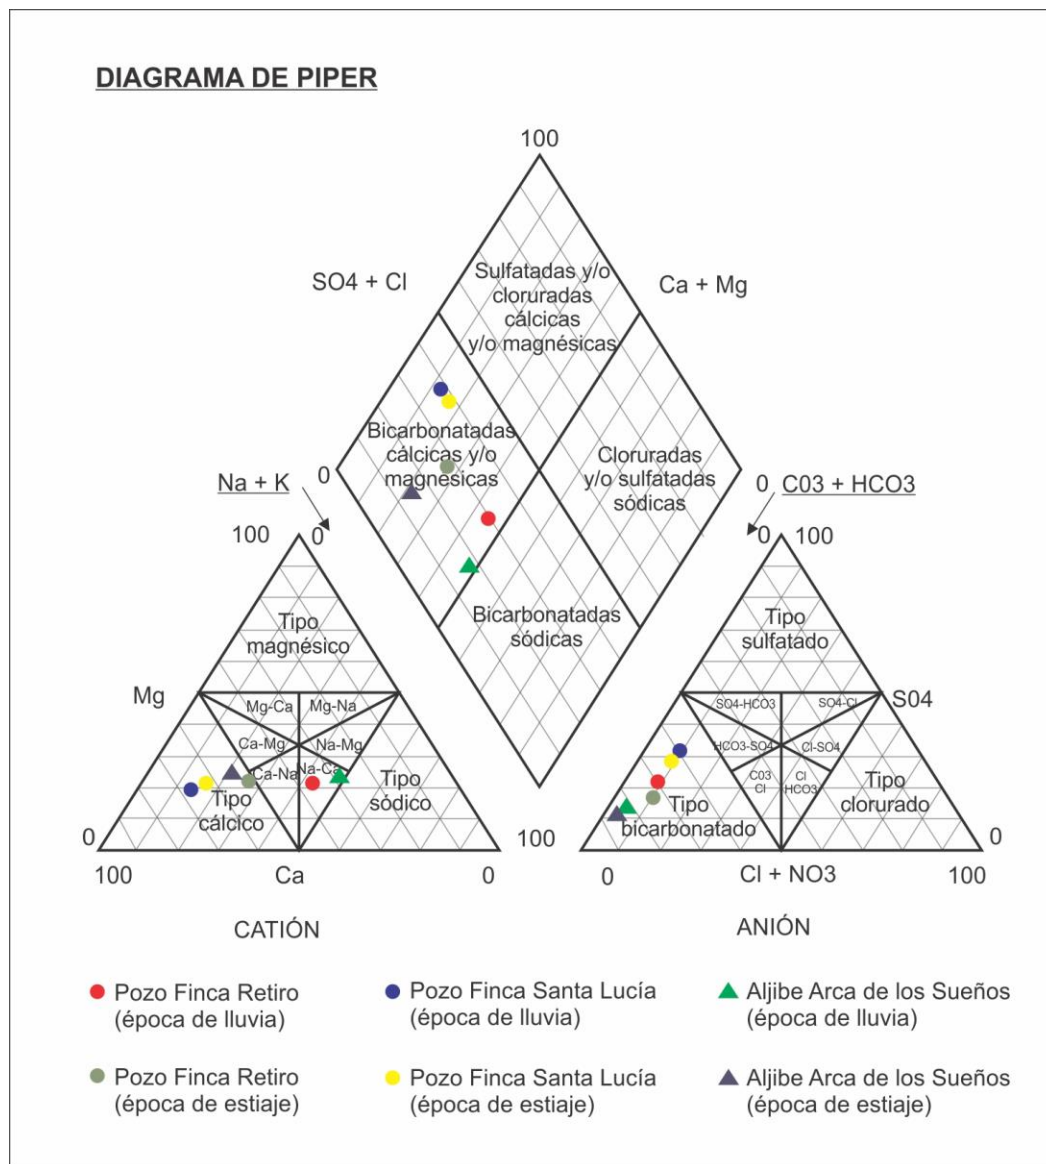 DIAGRAMA DE PIPER
100
SO4 + Cl
Ca + Mg
Sulfatadas y/o
cloruradas
cálcicas
y/o magnésicas
Bicarbonatadas
cálcicas y/o
magnésicas
Cloruradas
y/o sulfatadas
sódicas
0
0
Na + K
C03 + HCO3
100
0
0
100
Bicarbonatadas
sódicas
Tipo
magnésico
Tipo
sulfatado
Mg
S04
Mg-Ca
Mg-Na
Ca-Mg
Na-Mg
Ca-Na
Na-Ca
Tipo
cálcico
Tipo
sódico
SO4-HCO3
SO4-Cl
HCO3-SO4
Cl-SO4
C03
Cl
Cl
HCO3
Tipo
bicarbonatado
Tipo
clorurado
0
100
0
100
Ca
0
0
Cl + NO3
100
CATIÓN
ANIÓN
Pozo Finca Retiro
(época de lluvia)
Pozo Finca Santa Lucía
(época de lluvia)
Aljibe Arca de los Sueños
(época de lluvia)
Pozo Finca Retiro
(época de estiaje)
Pozo Finca Santa Lucía
(época de estiaje)
Aljibe Arca de los Sueños
(época de estiaje)